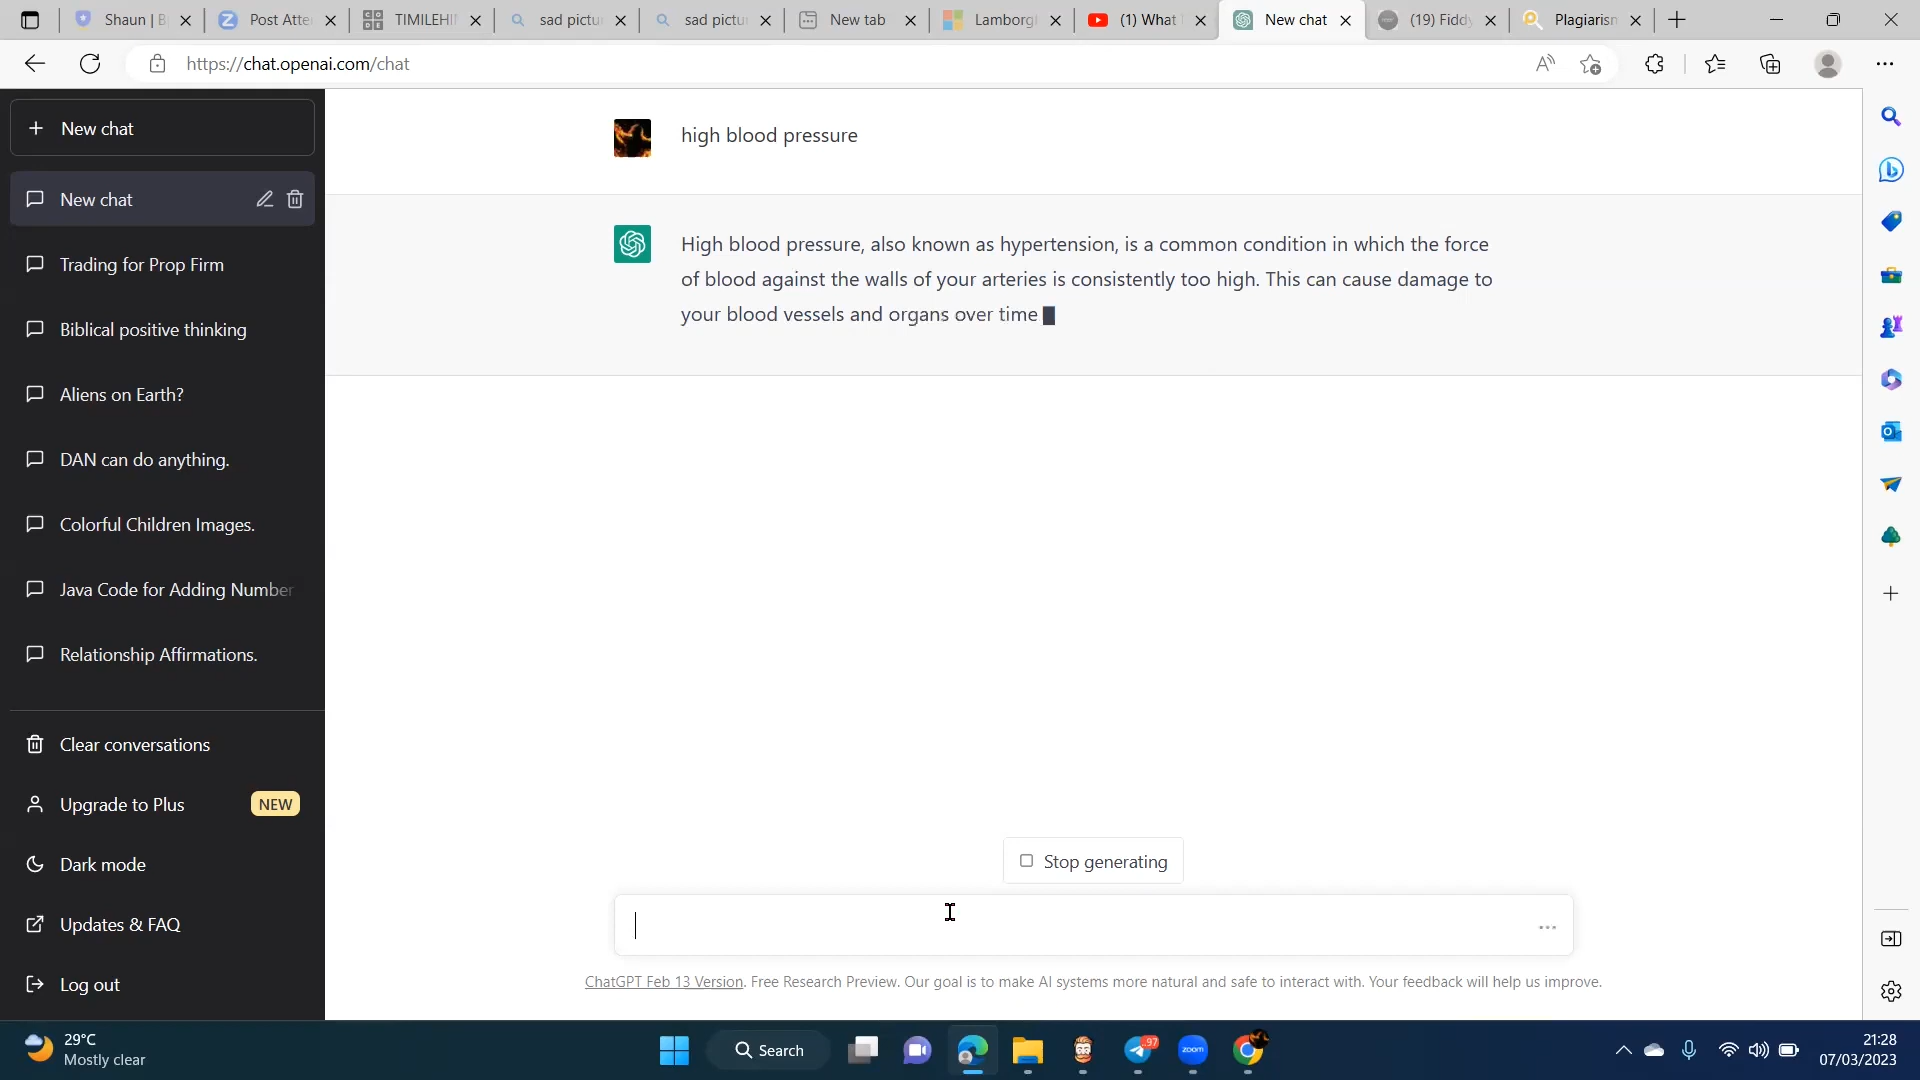 Shaun | B
Post Atte
TIMILEHI
sad pictu
sad pictu
New tab
Lamborg
(1) What
New chat
(19) Fiddy
Plagiarism
https://chat.openai.com/chat
New chat
New chat
Trading for Prop Firm
Biblical positive thinking
Aliens on Earth?
DAN can do anything.
Colorful Children Images.
Java Code for Adding Number
Relationship Affirmations.
Clear conversations
Upgrade to Plus NEW
Dark mode
Updates & FAQ
Log out
high blood pressure
High blood pressure, also known as hypertension, is a common condition in which the force
of blood against the walls of your arteries is consistently too high. This can cause damage to
your blood vessels and organs over time
Stop generating
ChatGPT Feb 13 Version. Free Research Preview. Our goal is to make AI systems more natural and safe to interact with. Your feedback will help us improve.
29°C
Mostly clear
Search
97
zoom
21:28
07/03/2023